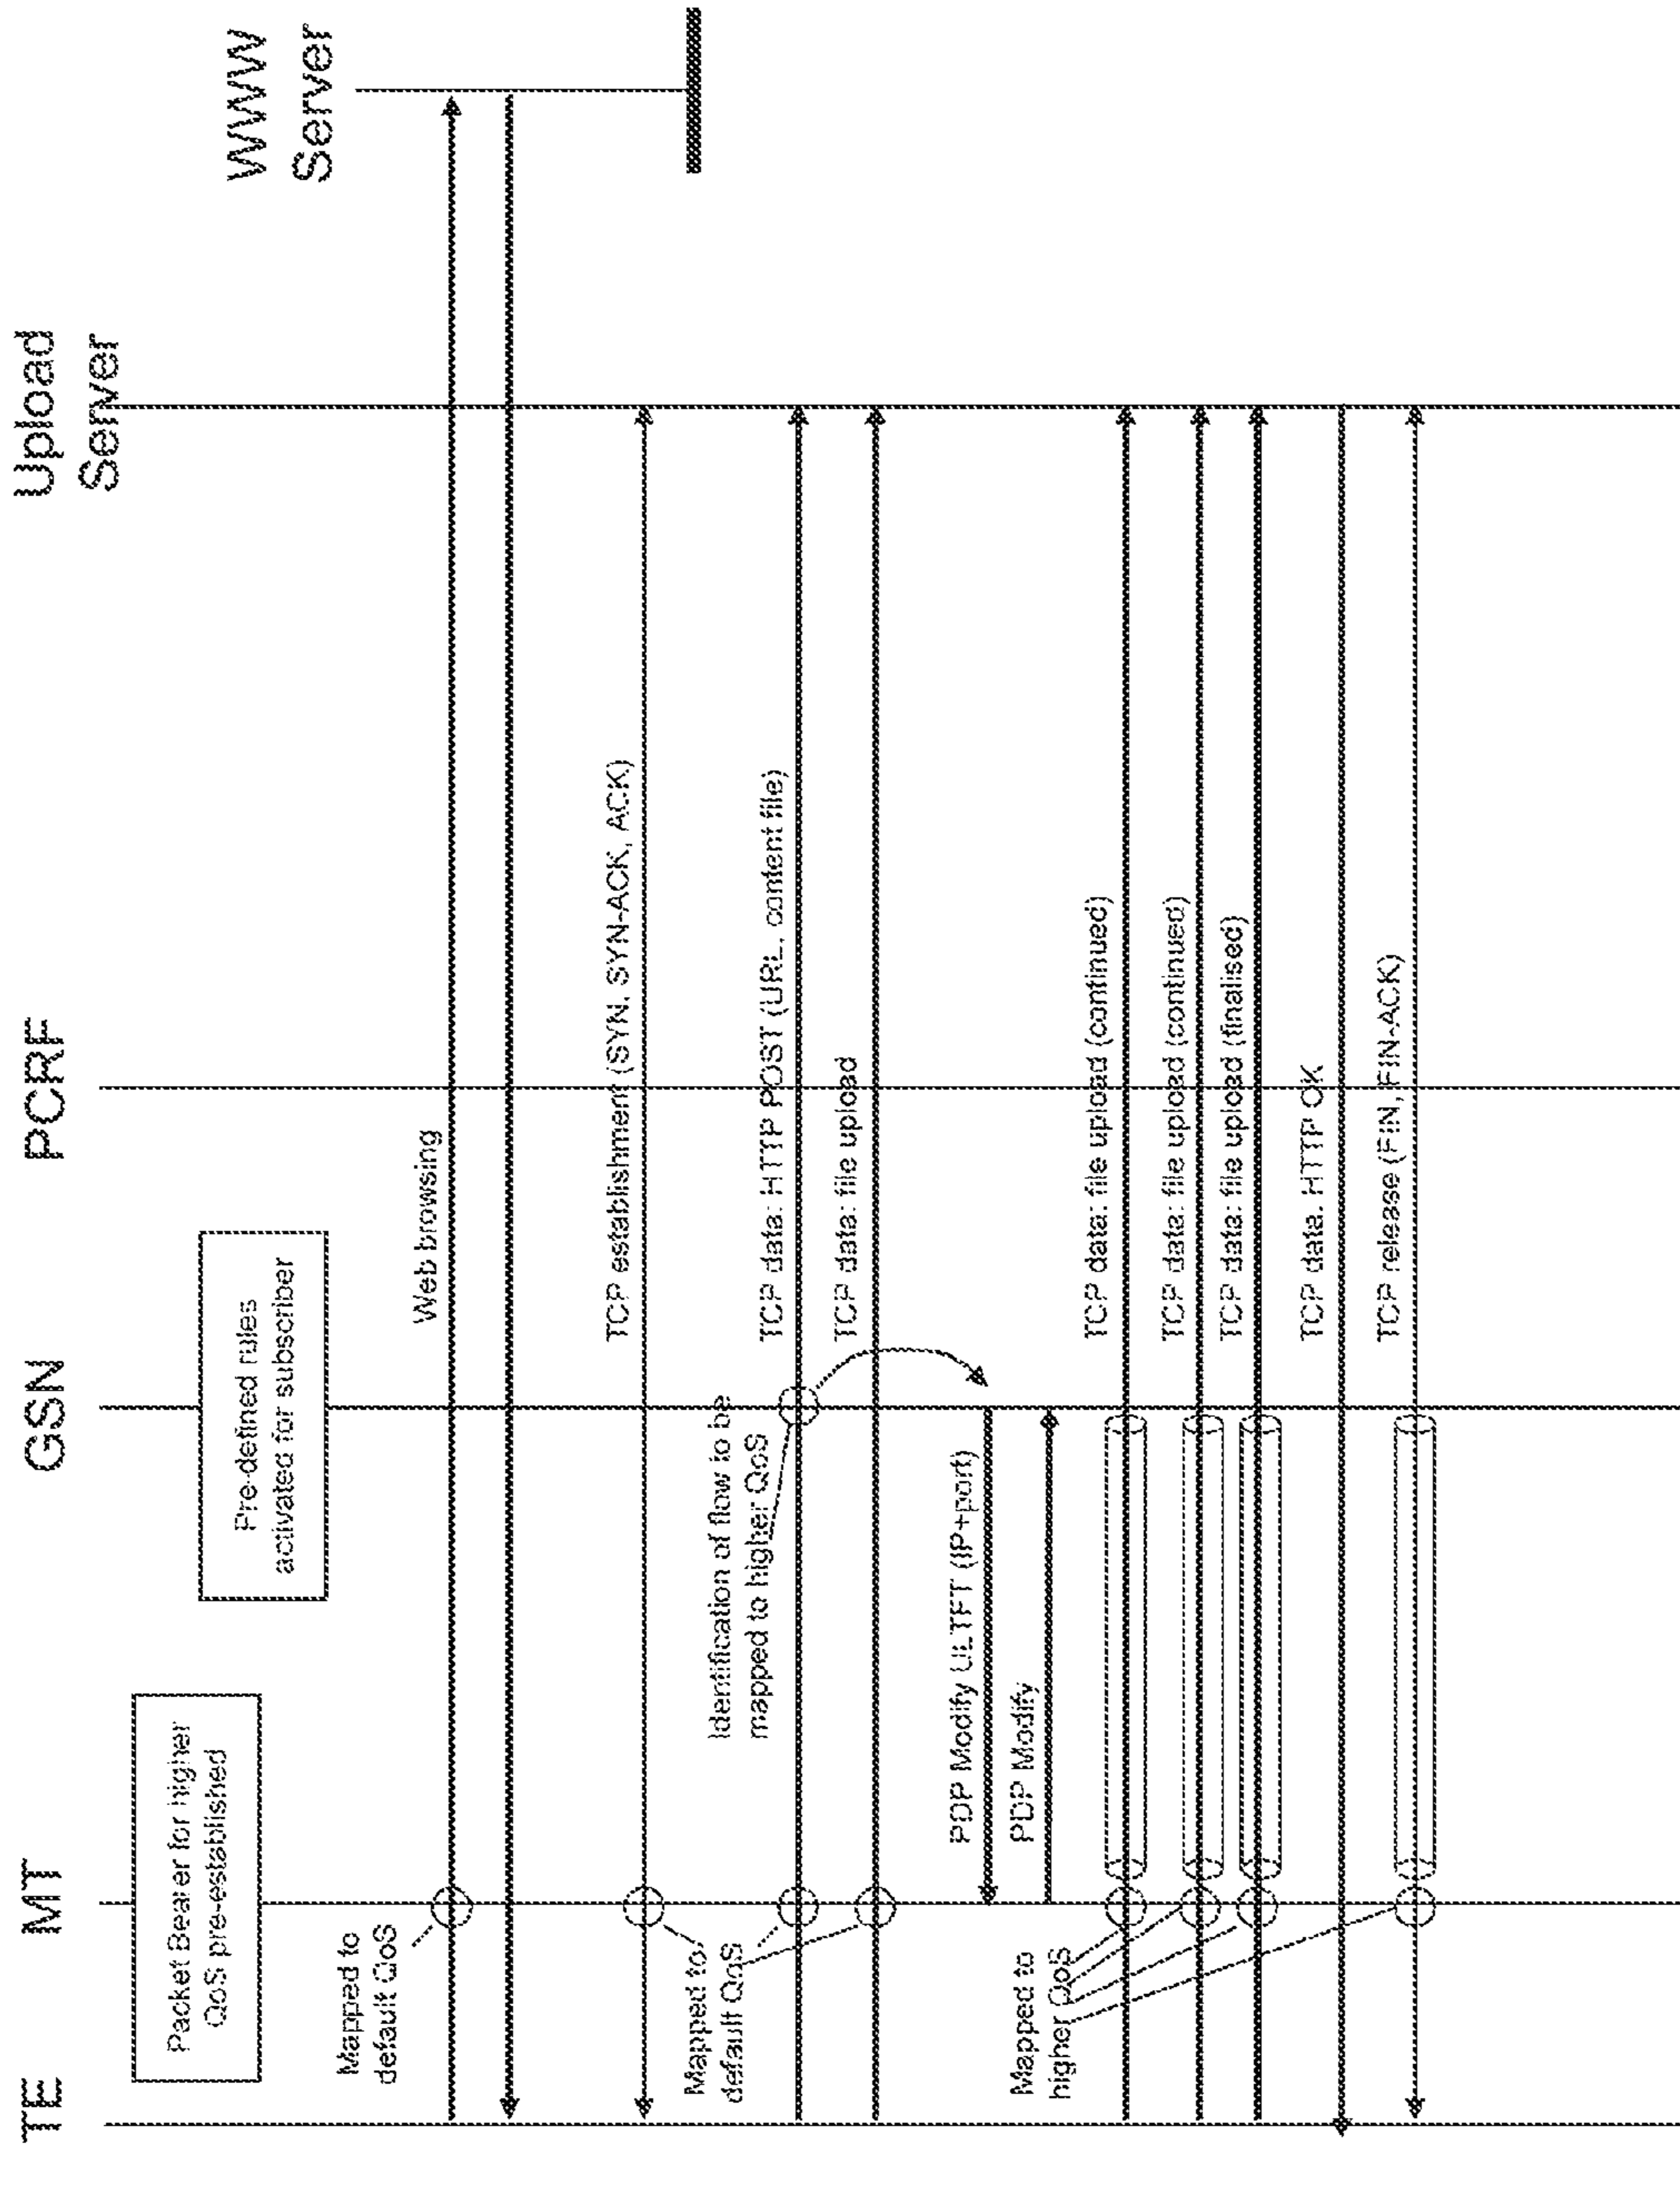 TE
MT
GSN
PCRF
Upload
Server
WWW
Server
Packet Bearer for higher
QoS pre-established
Pre-defined rules
activated for subscriber
Mapped to
default QoS
Web browsing
TCP establishment (SYN, SYN-ACK, ACK)
Mapped to
default QoS
Identification of flow to be
mapped to higher QoS
TCP data: HTTP POST (URL, content file)
TCP data: file upload
PDP Modify ULTFT (IP+port)
PDP Modify
Mapped to
higher QoS
TCP data: file upload (continued)
TCP data: file upload (continued)
TCP data: file upload (finalised)
TCP data: HTTP OK
TCP release (FIN, FIN-ACK)